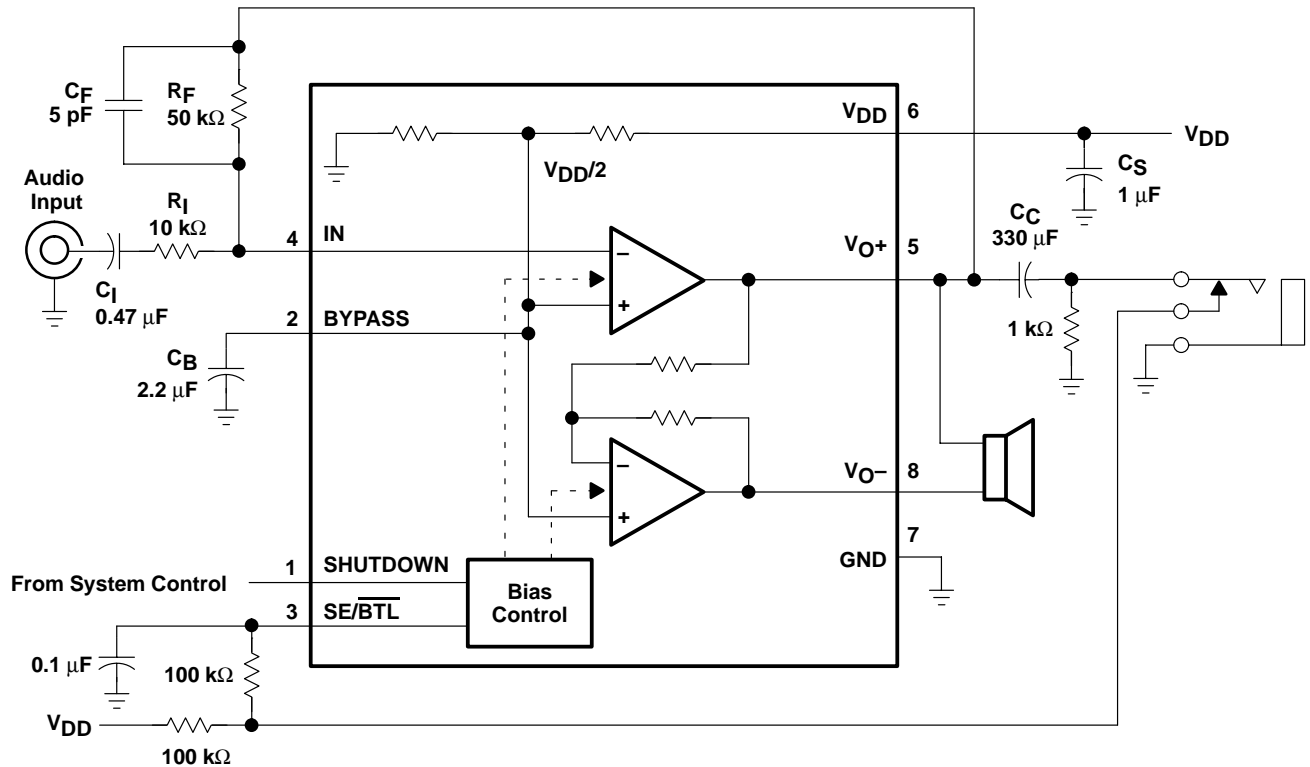 CF
5 pF
RF
50 kΩ
VDD
6
VDD
VDD/2
CS
1 μF
Audio
Input
RI
10 kΩ
CC
330 μF
4
IN
VO+
5
−
+
CI
0.47 μF
2
BYPASS
1 kΩ
CB
2.2 μF
−
+
VO−
8
7
GND
From System Control
1
SHUTDOWN
Bias
Control
3
SE/BTL
0.1 μF
100 kΩ
VDD
100 kΩ